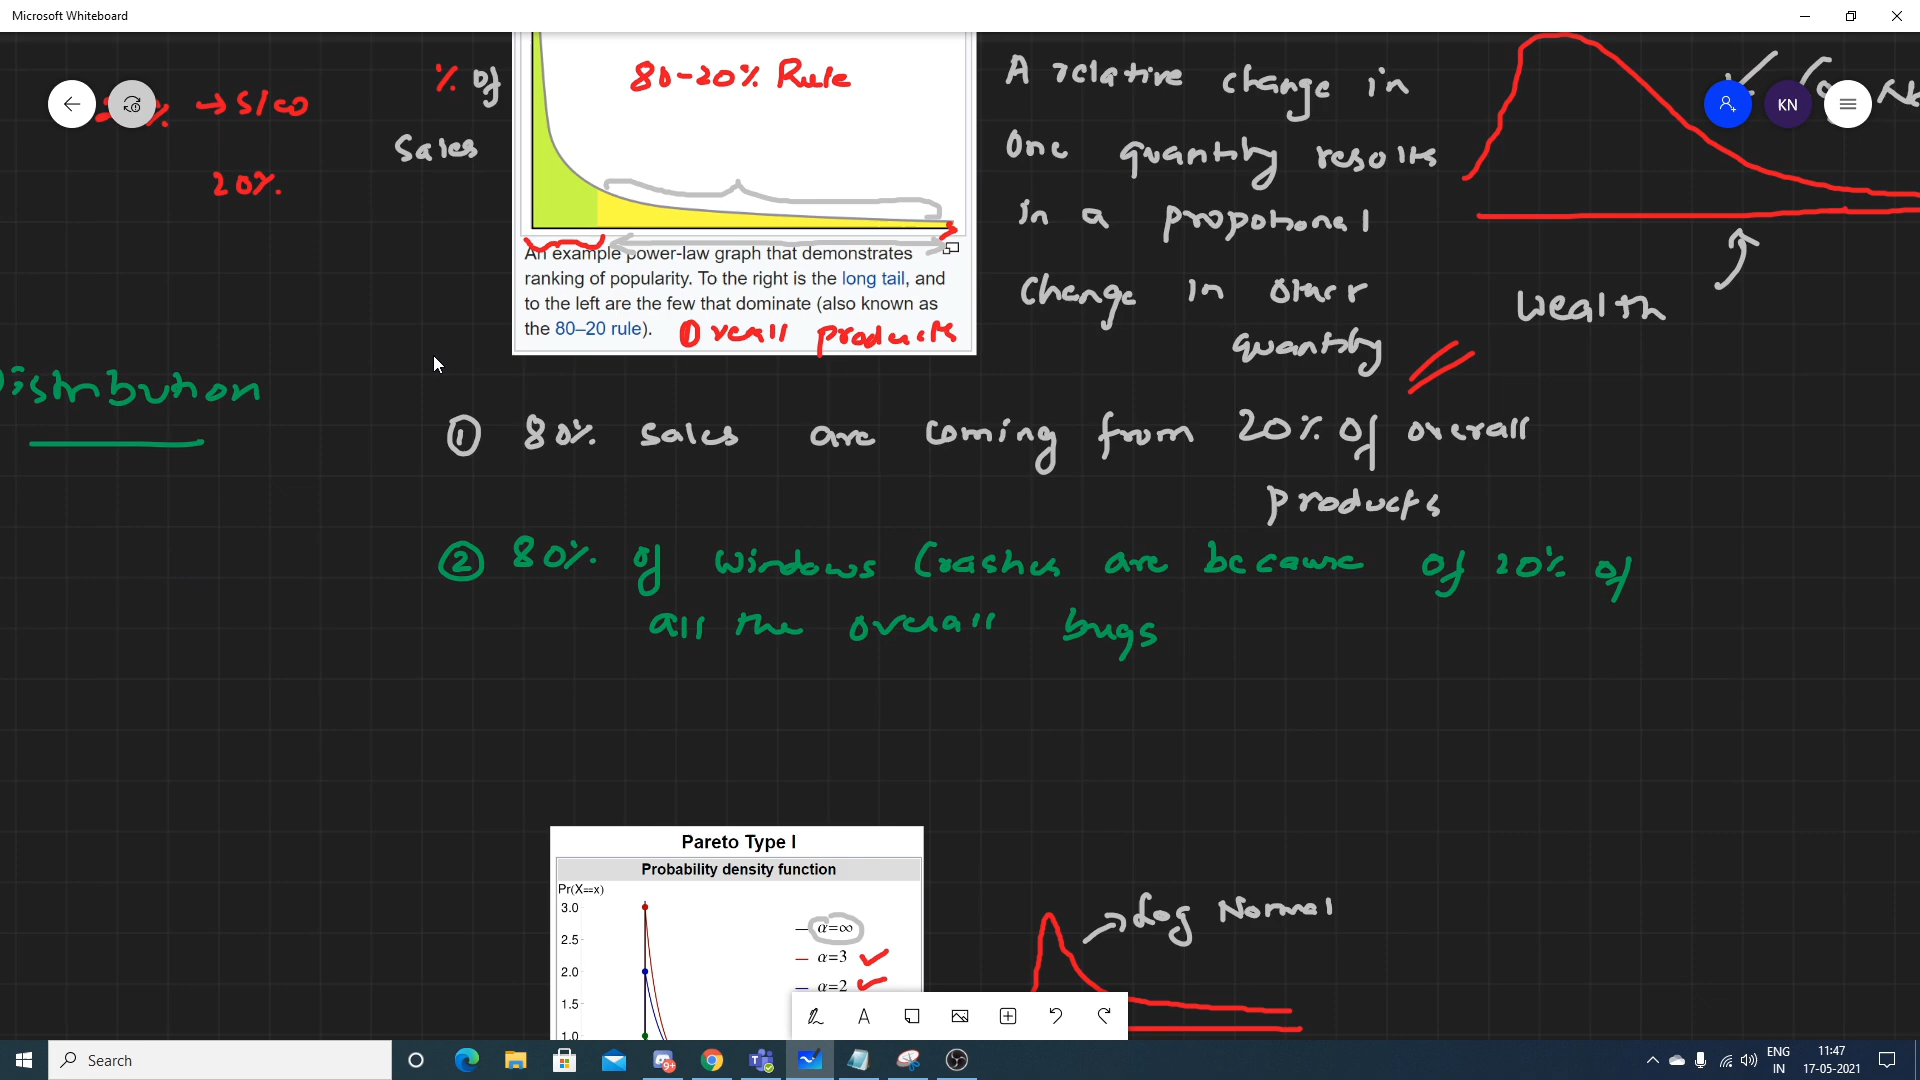 Microsoft Whiteboard
→ S/co
20%.
% of
Sales
80-20% Rule
An example power-law graph that demonstrates
ranking of popularity. To the right is the long tail, and
to the left are the few that dominate (also known as
the 80–20 rule).
Overall products
A relative change in
One quantity results
in a propotional
change in other
quantity
KN
Wealth
Distribution
① 80% sales are coming from 20% of overall
products
② 80% of Windows Crashes are because of 20% of
all the overall bugs
Pareto Type I
Probability density function
Pr(X==x)
3.0
2.5
2.0
1.5
1.0
α=∞
α=3
α=2
→ Log Normal
Search
9+
ENG
IN
11:47
17-05-2021